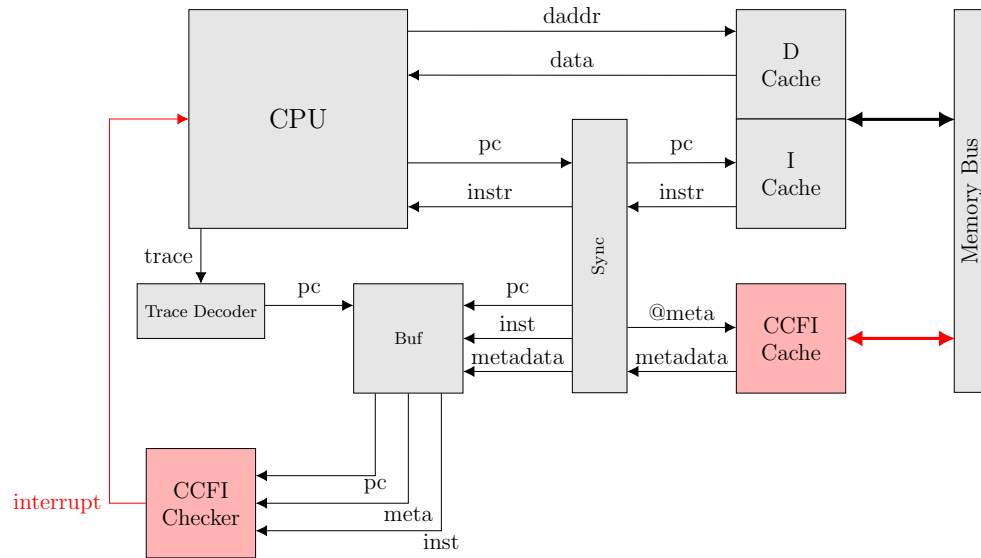 daddr
D
Cache
data
CPU
pc
pc
I
Cache
instr
instr
Memory Bus
Sync
trace
Trace Decoder
pc
Buf
pc
inst
metadata
@meta
metadata
CCFI
Cache
CCFI
Checker
pc
meta
inst
interrupt